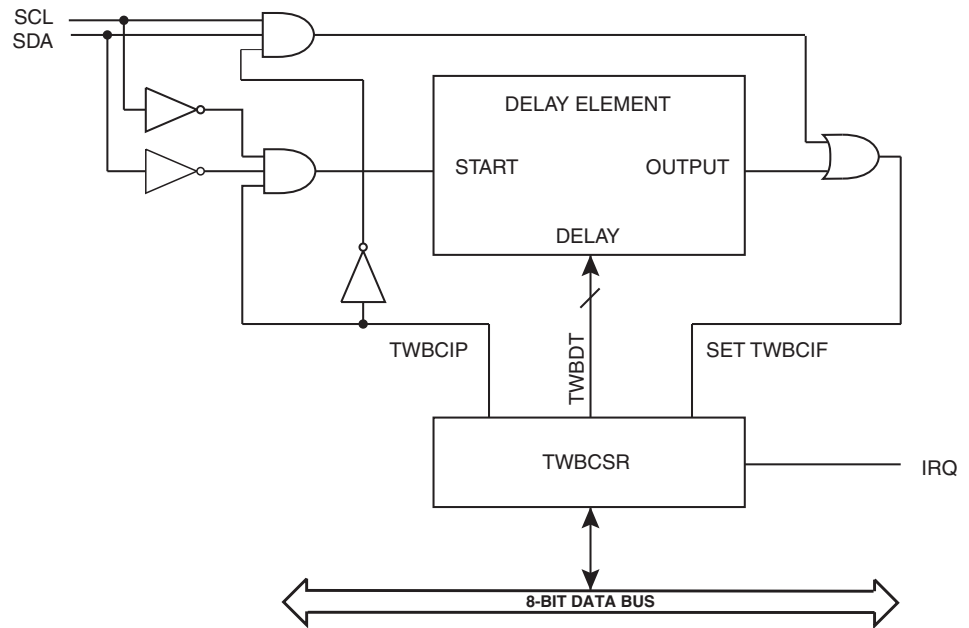 SCL
SDA
DELAY ELEMENT
START
OUTPUT
DELAY
TWBCIP
TWBDT
SET TWBCIF
TWBCSR
IRQ
8-BIT DATA BUS